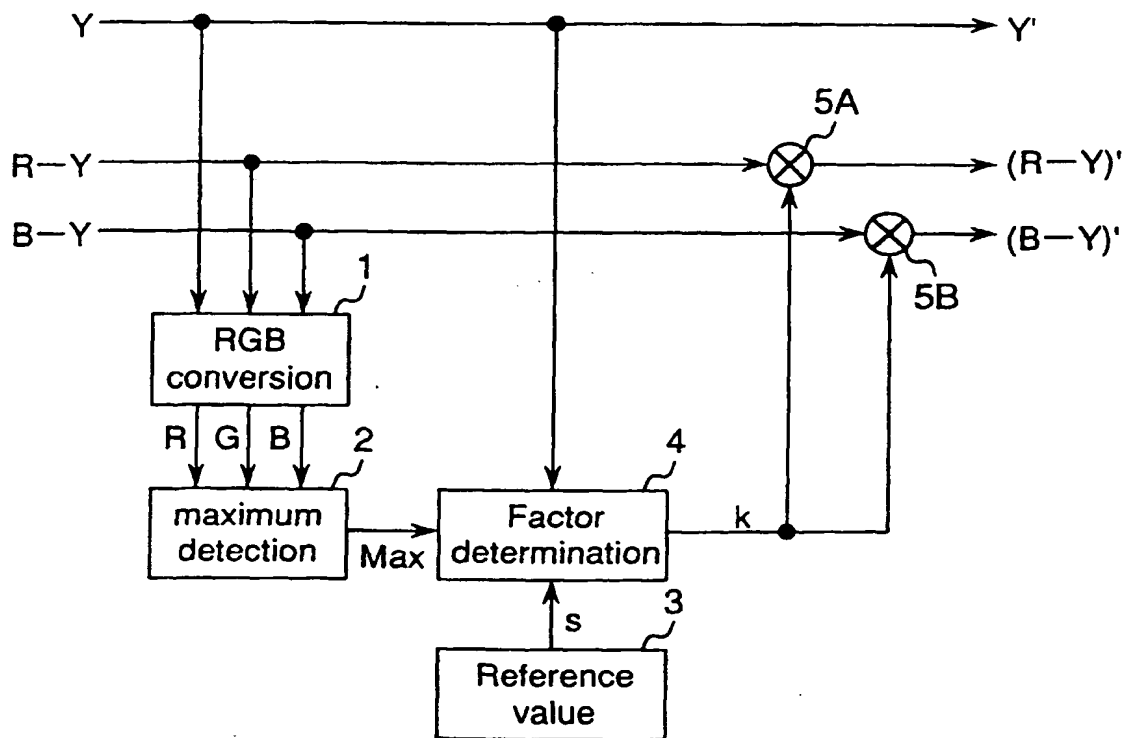 Y
Y'
5A
R—Y
(R—Y)'
B—Y
(B—Y)'
5B
1
RGB
conversion
R G B
2
maximum
detection
Max
4
Factor
determination
k
s
3
Reference
value